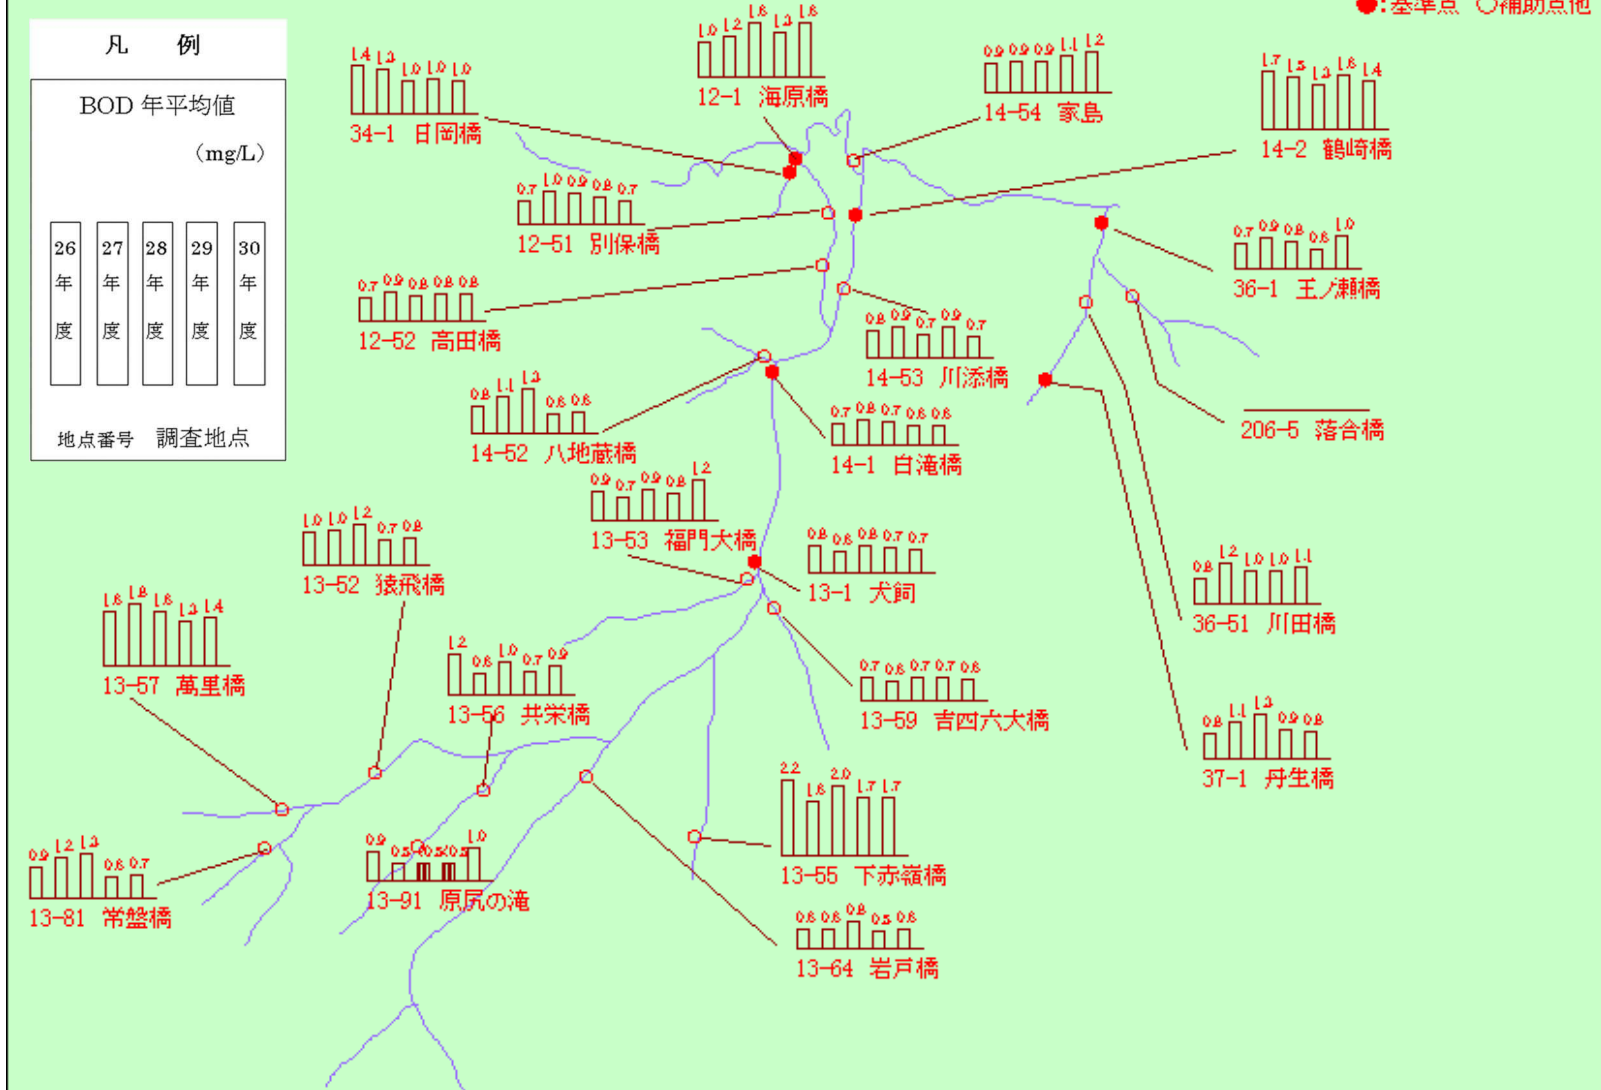 ●:基準点 ○補助点他
凡 例
BOD 年平均値
(mg/L)
26年度 27年度 28年度 29年度 30年度
地点番号 調査地点
1.4 1.3 1.0 1.0 1.0
34-1 日岡橋
1.0 1.2 1.6 1.3 1.6
12-1 海原橋
0.9 0.9 0.9 1.1 1.2
14-54 家島
1.7 1.5 1.3 1.6 1.4
14-2 鶴崎橋
0.7 1.0 0.9 0.8 0.7
12-51 別保橋
0.7 0.9 0.8 0.6 1.0
36-1 王ノ瀬橋
0.7 0.9 0.8 0.8 0.8
12-52 高田橋
0.8 0.9 0.7 0.9 0.7
14-53 川添橋
0.8 1.1 1.3 0.6 0.6
14-52 八地蔵橋
0.7 0.8 0.7 0.6 0.6
14-1 白滝橋
206-5 落合橋
0.9 0.7 0.9 0.8 1.2
13-53 福門大橋
1.0 1.0 1.2 0.7 0.8
13-52 猿飛橋
0.8 0.6 0.8 0.7 0.7
13-1 犬飼
0.8 1.2 1.0 1.0 1.1
36-51 川田橋
1.6 1.8 1.6 1.3 1.4
13-57 萬里橋
1.2 0.6 1.0 0.7 0.9
13-56 共栄橋
0.7 0.6 0.7 0.7 0.6
13-59 吉四六大橋
0.8 1.1 1.3 0.9 0.8
37-1 丹生橋
2.2 1.6 2.0 1.7 1.7
13-55 下赤嶺橋
0.9 1.2 1.3 0.6 0.7
13-81 常盤橋
0.9 0.5 <0.5 <0.5 1.0
13-91 原尻の滝
0.6 0.6 0.8 0.5 0.6
13-64 岩戸橋